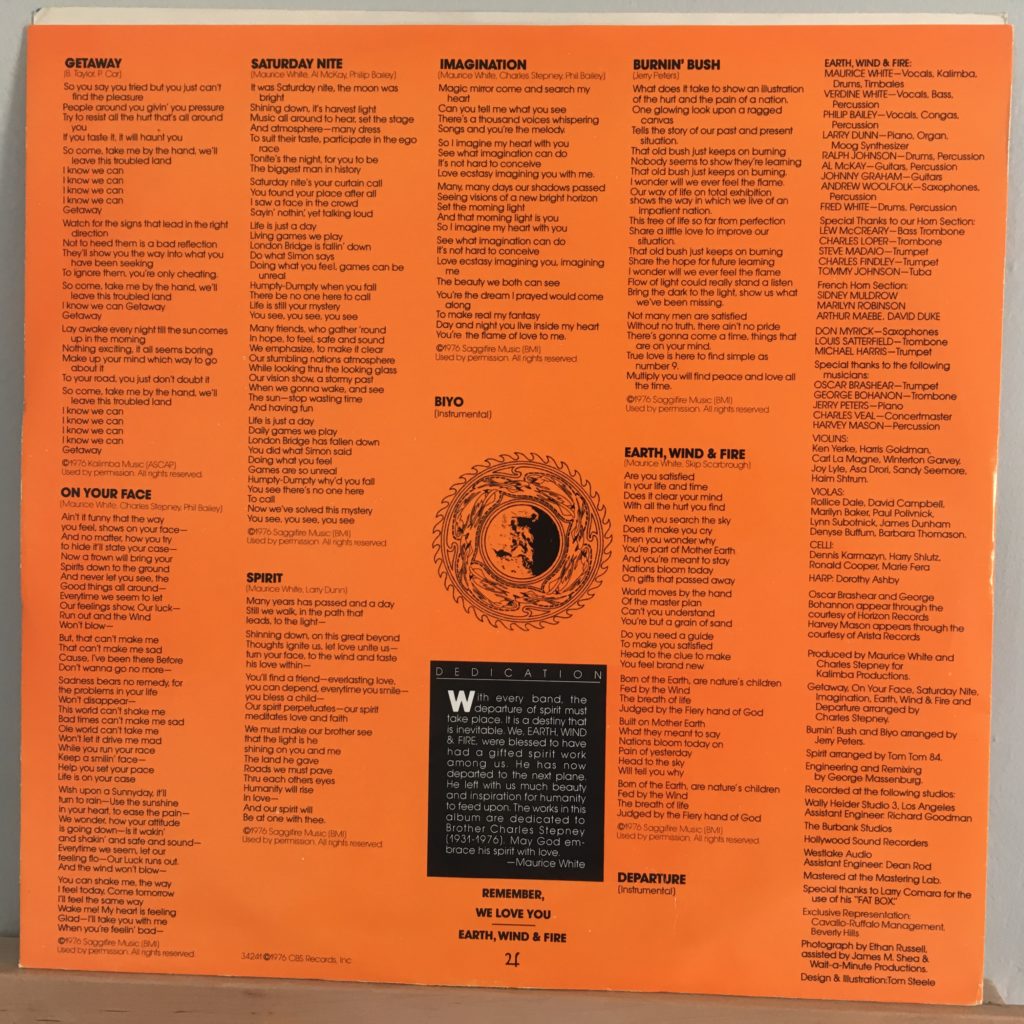 GETAWAY
(B. Taylor, P. Cor)
So you say you tried but you just can't
find the pleasure
People around you givin' you pressure
Try to resist all the hurt that's all around
you
If you taste it, it will haunt you
So come, take me by the hand, we'll
leave this troubled land
I know we can
I know we can
I know we can
I know we can
Getaway
Watch for the signs that lead in the right
direction
Not to heed them is a bad reflection
They'll show you the way into what you
have been seeking
To ignore them, you're only cheating.
So come, take me by the hand, we'll
leave this troubled land
I know we can Getaway
Getaway
Lay awake every night till the sun comes
up in the morning
Nothing exciting, it all seems boring
Make up your mind which way to go
about it
To your road, you just don't doubt it
So come, take me by the hand, we'll
leave this troubled land
I know we can
I know we can
I know we can
I know we can
Getaway
©1976 Kalimba Music (ASCAP)
Used by permission. All rights reserved.
ON YOUR FACE
(Maurice White, Charles Stepney, Phil Bailey)
Ain't it funny that the way
you feel, shows on your face—
And no matter, how you try
to hide it'll state your case—
Now a frown will bring your
Spirits down to the ground
And never let you see, the
Good things all around—
Everytime we seem to let
Our feelings show, Our luck—
Run out and the Wind
Won't blow—
But, that can't make me
That can't make me sad
Cause, I've been there Before
Don't wanna go no more—
Sadness bears no remedy, for
the problems in your life
Won't disappear—
This world can't shake me
Bad times can't make me sad
Ole world can't take me
Won't let it drive me mad
While you run your race
Keep a smilin' face—
Help you set your pace
Life is on your case
Wish upon a Sunnyday, it'll
turn to rain—Use the sunshine
in your heart, to ease the pain—
We wonder, how your attitude
is going down—Is it wakin'
and shakin' and safe and sound—
Everytime we seem, let our
feeling flo—Our Luck runs out.
And the wind won't blow—
You can shake me, the way
I feel today, Come tomorrow
I'll feel the same way
Wake me! My heart is feeling
Glad—I'll take you with me
When you're feelin' bad—
©1976 Saggifire Music (BMI)
Used by permission. All rights reserved.
SATURDAY NITE
(Maurice White, Al McKay, Philip Bailey)
It was Saturday nite, the moon was
bright
Shining down, it's harvest light
Music all around to hear, set the stage
And atmosphere—many dress
To suit their taste, participate in the ego
race
Tonite's the night, for you to be
The biggest man in history
Saturday nite's your curtain call
You found your place after all
I saw a face in the crowd
Sayin' nothin', yet talking loud
Life is just a day
Living games we play
London Bridge is fallin' down
Do what Simon says
Doing what you feel, games can be
unreal
Humpty-Dumpty when you fall
There be no one here to call
Life is still your mystery
You see, you see, you see
Many friends, who gather 'round
In hope, to feel, safe and sound
We emphasize, to make it clear
Our stumbling nations atmosphere
While looking thru the looking glass
Our vision show, a stormy past
When we gonna wake, and see
The sun—stop wasting time
And having fun
Life is just a day
Daily games we play
London Bridge has fallen down
You did what Simon said
Doing what you feel
Games are so unreal
Humpty-Dumpty why'd you fall
You see there's no one here
To call
Now we've solved this mystery
You see, you see, you see
©1976 Saggifire Music (BMI)
Used by permission. All rights reserved.
SPIRIT
(Maurice White, Larry Dunn)
Many years has passed and a day
Still we walk, in the path that
leads, to the light—
Shinning down, on this great beyond
Thoughts ignite us, let love unite us—
turn your face, to the wind and taste
his love within—
You'll find a friend—everlasting love,
you can depend, everytime you smile—
you bless a child—
Our spirit perpetuates—our spirit
meditates love and faith
We must make our brother see
that the light is he
shining on you and me
The land he gave
Roads we must pave
Thru each others eyes
Humanity will rise
In love—
And our spirit will
Be at one with thee.
©1976 Saggifire Music (BMI)
Used by permission. All rights reserved.
34241 ©1976 CBS Records, Inc.
IMAGINATION
(Maurice White, Charles Stepney, Phil Bailey)
Magic mirror come and search my
heart
Can you tell me what you see
There's a thousand voices whispering
Songs and you're the melody.
So I imagine my heart with you
See what imagination can do
It's not hard to conceive
Love ecstasy imagining you with me.
Many, many days our shadows passed
Seeing visions of a new bright horizon
Set the morning light
And that morning light is you
So I imagine my heart with you
See what imagination can do
It's not hard to conceive
Love ecstasy imagining you, imagining
me
The beauty we both can see
You're the dream I prayed would come
along
To make real my fantasy
Day and night you live inside my heart
You're the flame of love to me.
©1976 Saggifire Music (BMI)
Used by permission. All rights reserved
BIYO
(Instrumental)
DEDICATION
With every band, the
departure of spirit must
take place. It is a destiny that
is inevitable. We, EARTH, WIND
& FIRE, were blessed to have
had a gifted spirit work
among us. He has now
departed to the next plane.
He left with us much beauty
and inspiration for humanity
to feed upon. The works in this
album are dedicated to
Brother Charles Stepney
(1931-1976). May God em-
brace his spirit with love.
—Maurice White
REMEMBER,
WE LOVE YOU
EARTH, WIND & FIRE
BURNIN' BUSH
(Jerry Peters)
What does it take to show an illustration
of the hurt and the pain of a nation.
One glowing look upon a ragged
canvas
Tells the story of our past and present
situation.
That old bush just keeps on burning
Nobody seems to show they're learning
That old bush just keeps on burning.
I wonder will we ever feel the flame.
Our way of life on total exhibition
shows the way in which we live of an
impatient nation.
This tree of life so far from perfection
Share a little love to improve our
situation.
That old bush just keeps on burning
Share the hope for future learning
I wonder will we ever feel the flame
Flow of light could really stand a listen
Bring the dark to the light, show us what
we've been missing.
Not many men are satisfied
Without no truth, there ain't no pride
There's gonna come a time, things that
are on your mind.
True love is here to find simple as
number 9.
Multiply you will find peace and love all
the time.
©1976 Saggifire Music (BMI)
Used by permission. All rights reserved
EARTH, WIND & FIRE
(Maurice White, Skip Scarbrough)
Are you satisfied
In your life and time
Does it clear your mind
With all the hurt you find
When you search the sky
Does it make you cry
Then you wonder why
You're part of Mother Earth
And you're meant to stay
Nations bloom today
On gifts that passed away
World moves by the hand
Of the master plan
Can't you understand
You're but a grain of sand
Do you need a guide
To make you satisfied
Head to the clue to make
You feel brand new
Born of the Earth, are nature's children
Fed by the Wind
The breath of life
Judged by the Fiery hand of God
Built on Mother Earth
What they meant to say
Nations bloom today on
Pain of yesterday
Head to the sky
Will tell you why
Born of the Earth, are nature's children
Fed by the Wind
The breath of life
Judged by the Fiery hand of God
©1976 Saggifire Music (BMI)
Used by permission. All rights reserved.
DEPARTURE
(Instrumental)
EARTH, WIND & FIRE:
MAURICE WHITE—Vocals, Kalimba,
Drums, Timbales
VERDINE WHITE—Vocals, Bass,
Percussion
PHILIP BAILEY—Vocals, Congas,
Percussion
LARRY DUNN—Piano, Organ,
Moog Synthesizer
RALPH JOHNSON—Drums, Percussion
AL McKAY—Guitars, Percussion
JOHNNY GRAHAM—Guitars
ANDREW WOOLFOLK—Saxophones,
Percussion
FRED WHITE—Drums, Percussion
Special Thanks to our Horn Section:
LEW McCREARY—Bass Trombone
CHARLES LOPER—Trombone
STEVE MADAIO—Trumpet
CHARLES FINDLEY—Trumpet
TOMMY JOHNSON—Tuba
French Horn Section:
SIDNEY MULDROW
MARILYN ROBINSON
ARTHUR MAEBE, DAVID DUKE
DON MYRICK—Saxophones
LOUIS SATTERFIELD—Trombone
MICHAEL HARRIS—Trumpet
Special thanks to the following
musicians:
OSCAR BRASHEAR—Trumpet
GEORGE BOHANON—Trombone
JERRY PETERS—Piano
CHARLES VEAL—Concertmaster
HARVEY MASON—Percussion
VIOLINS:
Ken Yerke, Harris Goldman,
Carl La Magne, Winterton Garvey,
Joy Lyle, Asa Drori, Sandy Seemore,
Haim Shtrum.
VIOLAS:
Rollice Dale, David Campbell,
Marilyn Baker, Paul Polivnick,
Lynn Subotnick, James Dunham
Denyse Buffum, Barbara Thomason.
CELLI:
Dennis Karmazyn, Harry Shlutz,
Ronald Cooper, Marie Fera
HARP: Dorothy Ashby
Oscar Brashear and George
Bohannon appear through the
courtesy of Horizon Records
Harvey Mason appears through the
courtesy of Arista Records
Produced by Maurice White and
Charles Stepney for
Kalimba Productions.
Getaway, On Your Face, Saturday Nite,
Imagination, Earth, Wind & Fire and
Departure arranged by
Charles Stepney.
Burnin' Bush and Biyo arranged by
Jerry Peters.
Spirit arranged by Tom Tom 84.
Engineering and Remixing
by George Massenburg.
Recorded at the following studios:
Wally Heider Studio 3, Los Angeles
Assistant Engineer: Richard Goodman
The Burbank Studios
Hollywood Sound Recorders
Westlake Audio
Assistant Engineer: Dean Rod
Mastered at the Mastering Lab.
Special thanks to Larry Comara for the
use of his "FAT BOX."
Exclusive Representation:
Cavallo-Ruffalo Management,
Beverly Hills
Photograph by Ethan Russell,
assisted by James M. Shea &
Wait-a-Minute Productions.
Design & Illustration: Tom Steele